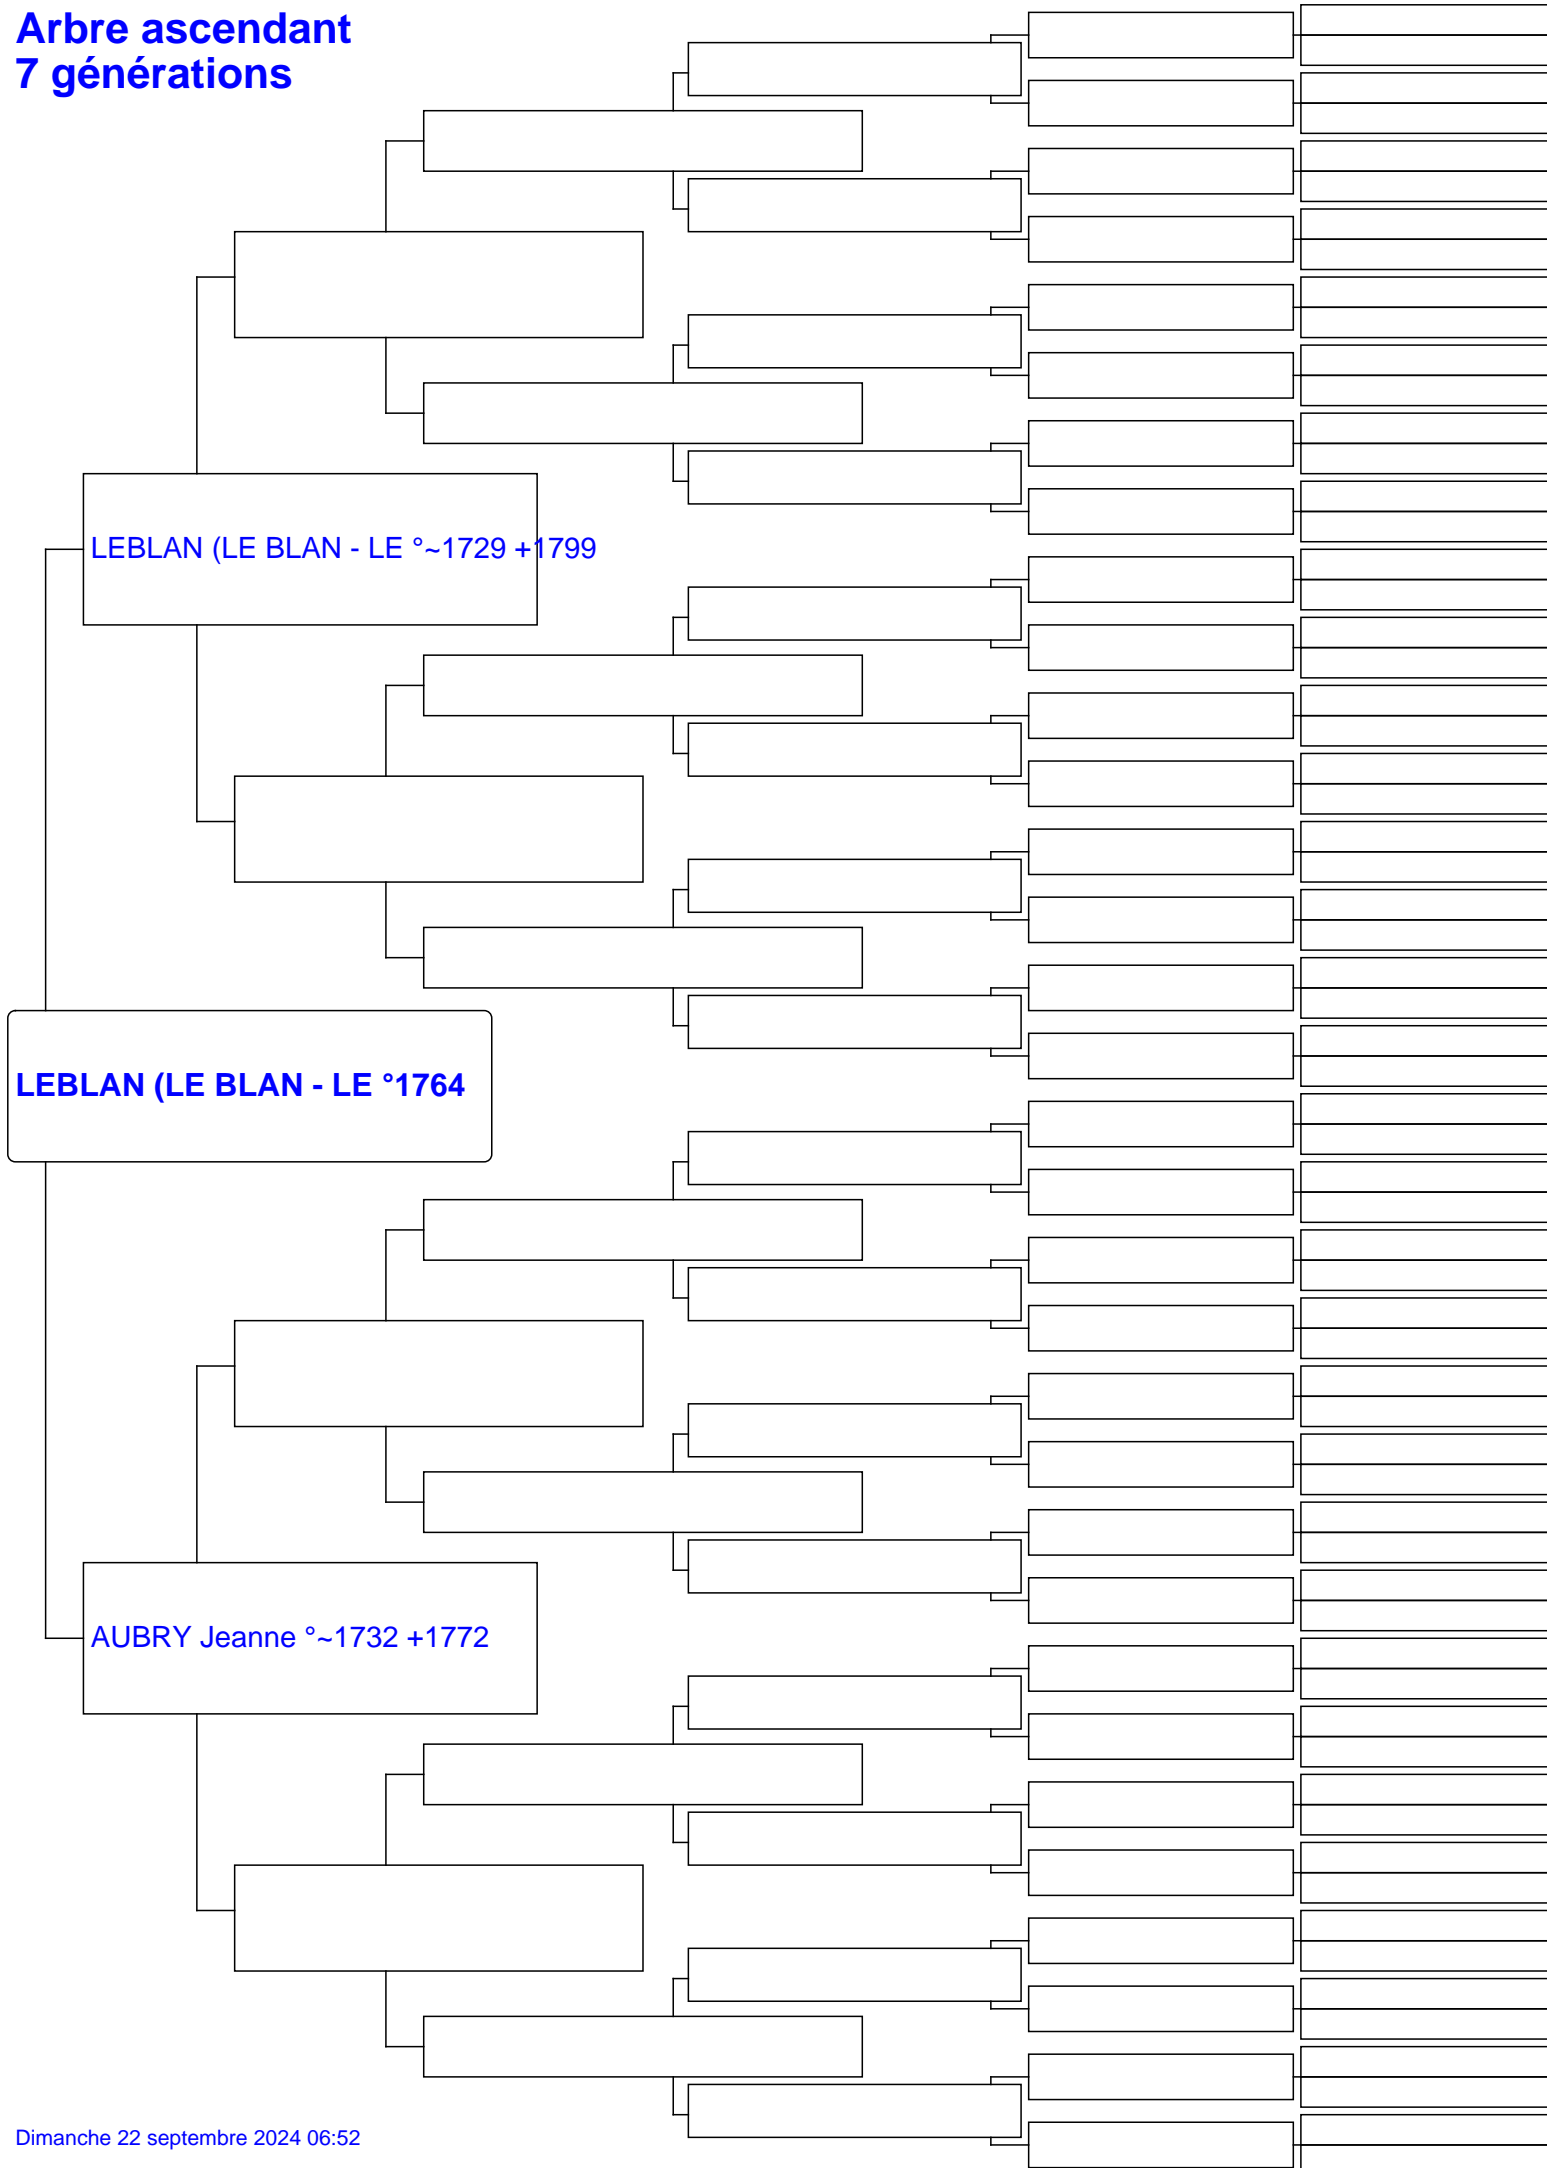 Arbre ascendant
7 générations
LEBLAN (LE BLAN - LE °~1729 +1799
LEBLAN (LE BLAN - LE °1764
AUBRY Jeanne °~1732 +1772
Dimanche 22 septembre 2024 06:52